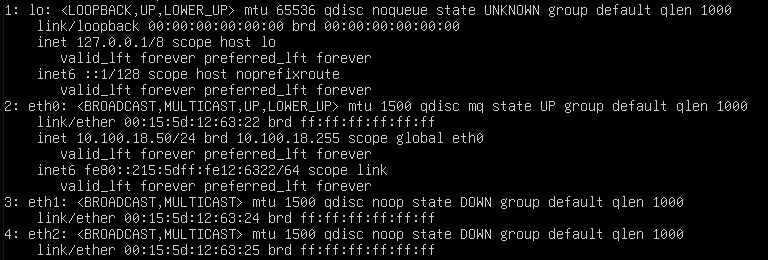 1: lo: <LOOPBACK,UP,LOWER_UP> mtu 65536 qdisc noqueue state UNKNOWN group default qlen 1000
link/loopback 00:00:00:00:00:00 brd 00:00:00:00:00:00
inet 127.0.0.1/8 scope host lo
valid_lft forever preferred_lft forever
inet6 ::1/128 scope host noprefixroute
valid_lft forever preferred_lft forever
2: eth0: <BROADCAST,MULTICAST,UP,LOWER_UP> mtu 1500 qdisc mq state UP group default qlen 1000
link/ether 00:15:5d:12:63:22 brd ff:ff:ff:ff:ff:ff
inet 10.100.18.50/24 brd 10.100.18.255 scope global eth0
valid_lft forever preferred_lft forever
inet6 fe80::215:5dff:fe12:6322/64 scope link
valid_lft forever preferred_lft forever
3: eth1: <BROADCAST,MULTICAST> mtu 1500 qdisc noop state DOWN group default qlen 1000
link/ether 00:15:5d:12:63:24 brd ff:ff:ff:ff:ff:ff
4: eth2: <BROADCAST,MULTICAST> mtu 1500 qdisc noop state DOWN group default qlen 1000
link/ether 00:15:5d:12:63:25 brd ff:ff:ff:ff:ff:ff